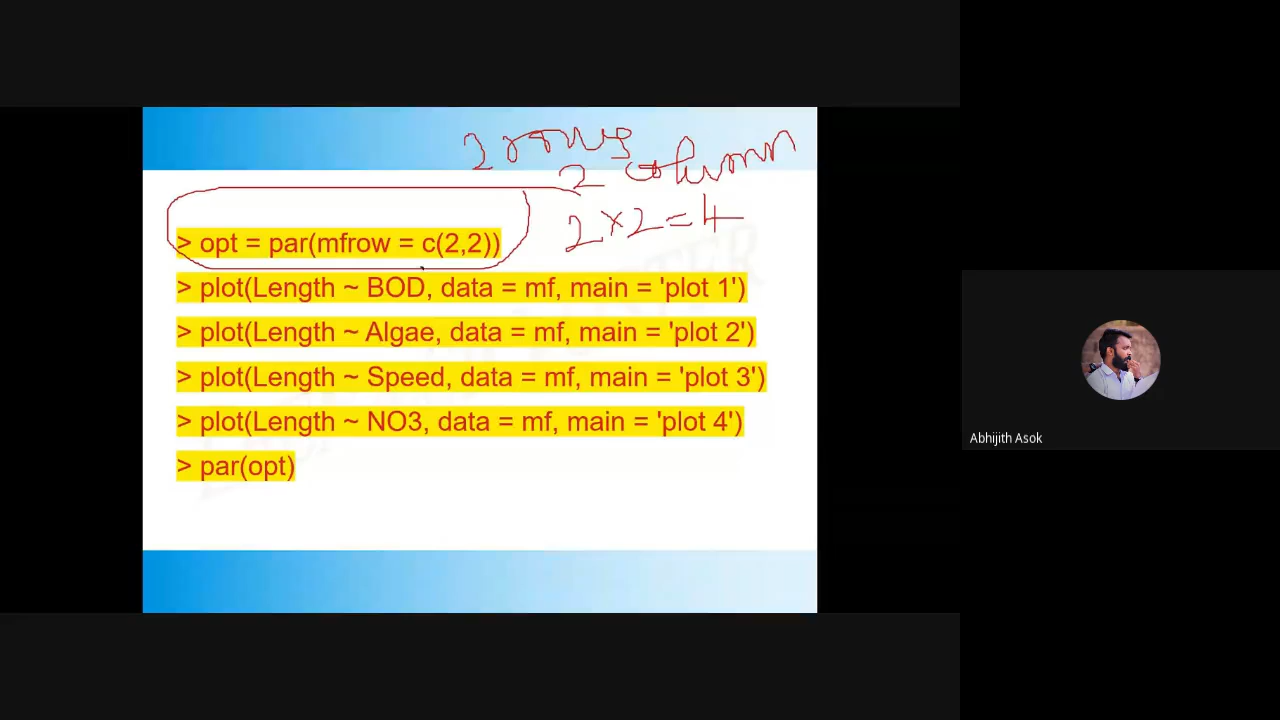 2 rows
2 column
2×2=4
> opt = par(mfrow = c(2,2))
> plot(Length ~ BOD, data = mf, main = 'plot 1')
> plot(Length ~ Algae, data = mf, main = 'plot 2')
> plot(Length ~ Speed, data = mf, main = 'plot 3')
> plot(Length ~ NO3, data = mf, main = 'plot 4')
> par(opt)
Abhijith Asok